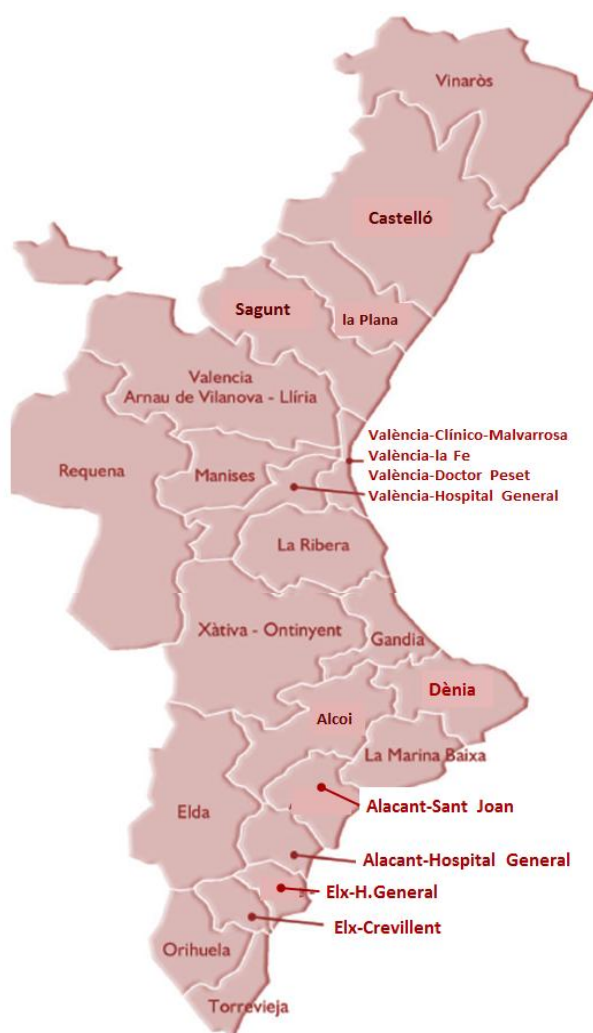 Vinaròs
Castelló
Sagunt
la Plana
Valencia
Arnau de Vilanova - Llíria
València-Clínico-Malvarrosa
València-la Fe
València-Doctor Peset
València-Hospital General
Requena
Manises
La Ribera
Xàtiva - Ontinyent
Gandia
Dènia
Alcoi
La Marina Baixa
Elda
Alacant-Sant Joan
Alacant-Hospital General
Elx-H.General
Elx-Crevillent
Orihuela
Torrevieja